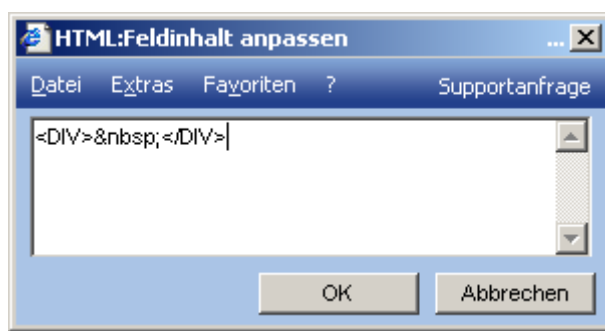 HTML:Feldinhalt anpassen ...
Datei Extras Favoriten ? Supportanfrage
<DIV>&nbsp;</DIV>
OK Abbrechen